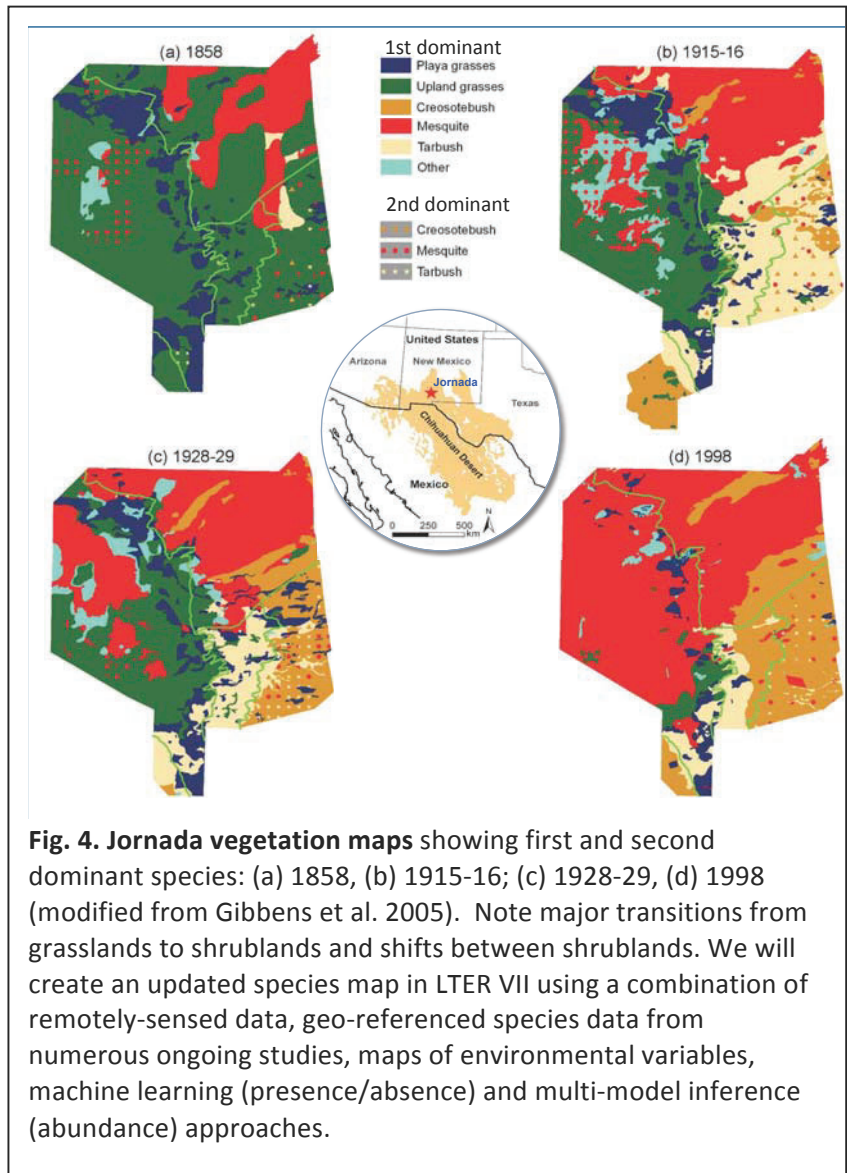 (a) 1858
1st dominant
Playa grasses
Upland grasses
Creosotebush
Mesquite
Tarbush
Other
2nd dominant
Creosotebush
Mesquite
Tarbush
(b) 1915-16
United States
Arizona
New Mexico
Jornada
Texas
Chihuahuan Desert
Mexico
N
0 250 500
km
(c) 1928-29
(d) 1998
Fig. 4. Jornada vegetation maps showing first and second
dominant species: (a) 1858, (b) 1915-16; (c) 1928-29, (d) 1998
(modified from Gibbens et al. 2005). Note major transitions from
grasslands to shrublands and shifts between shrublands. We will
create an updated species map in LTER VII using a combination of
remotely-sensed data, geo-referenced species data from
numerous ongoing studies, maps of environmental variables,
machine learning (presence/absence) and multi-model inference
(abundance) approaches.